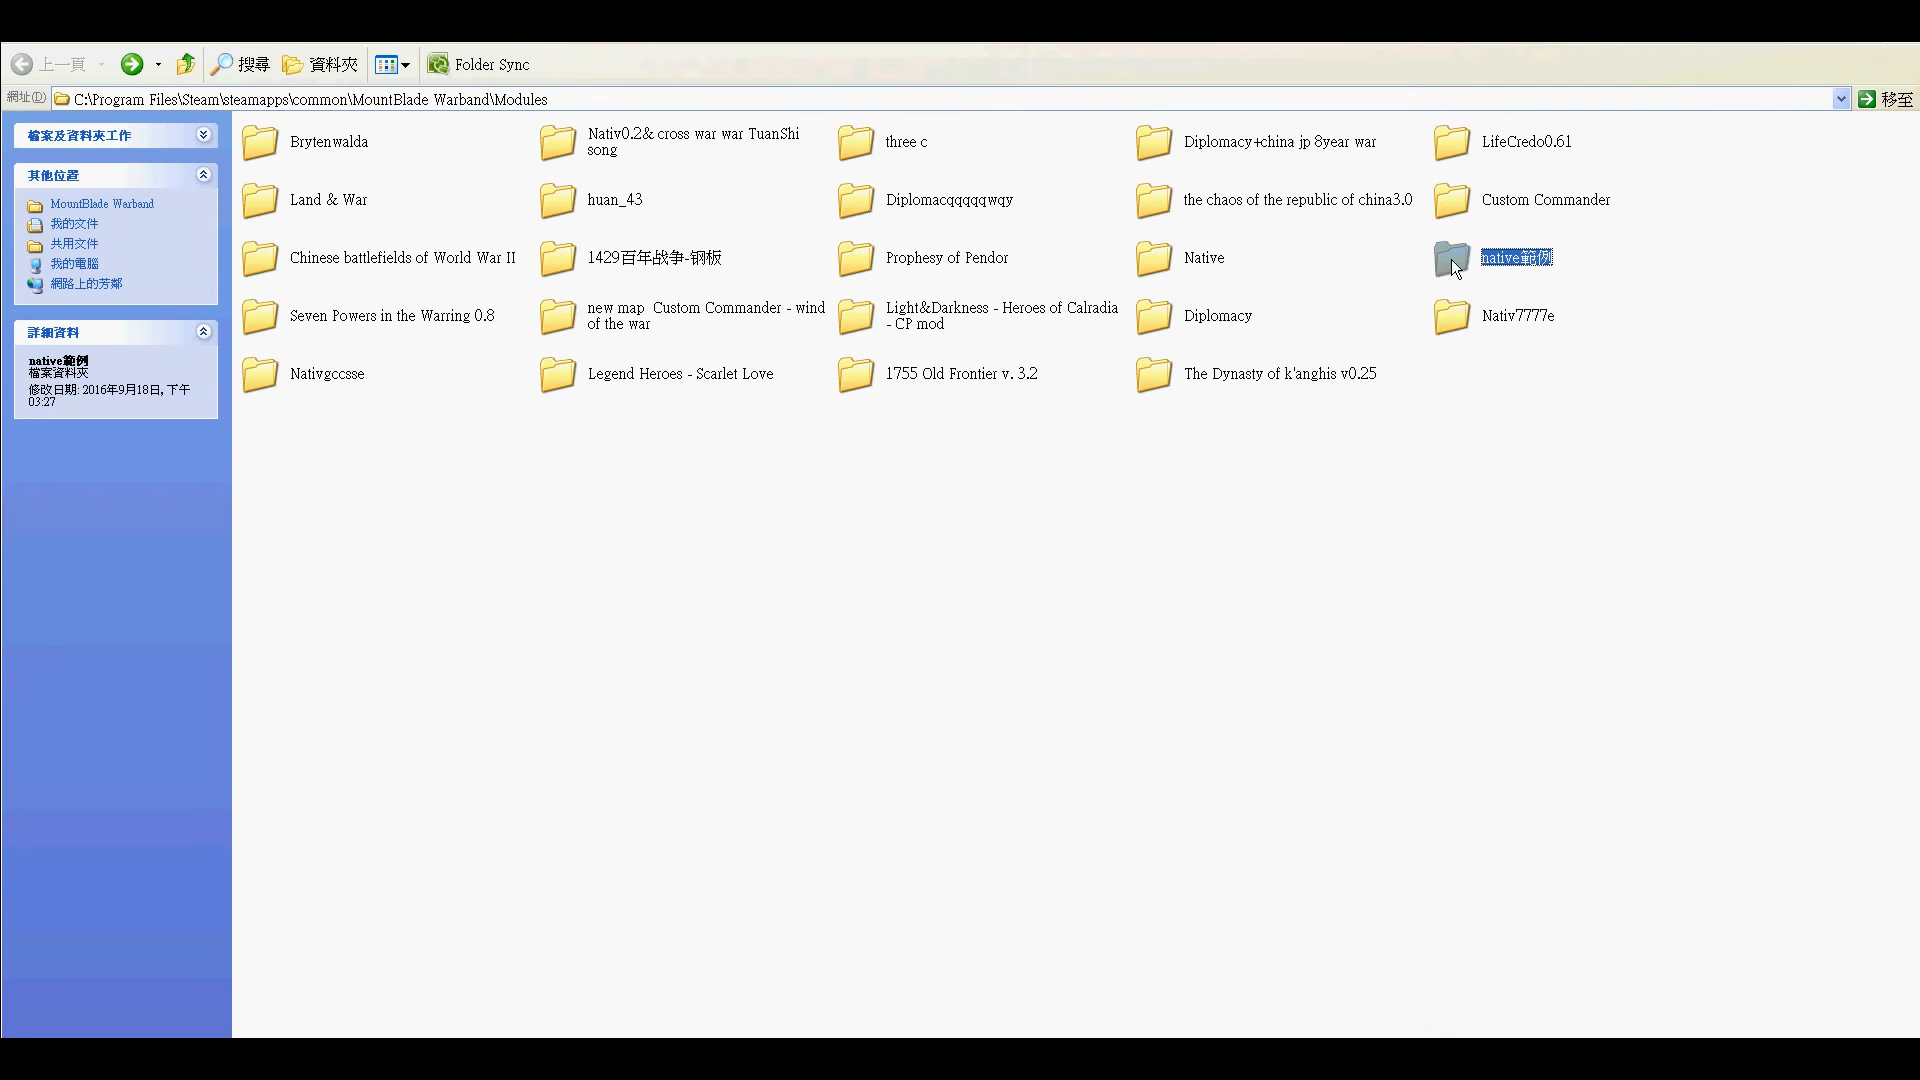 上一頁 搜尋 資料夾 Folder Sync
網址(D) C:\Program Files\Steam\steamapps\common\MountBlade Warband\Modules 移至
檔案及資料夾工作
其他位置
MountBlade Warband
我的文件
共用文件
我的電腦
網路上的芳鄰
詳細資料
native範例
檔案資料夾
修改日期: 2016年9月18日, 下午
03:27
Brytenwalda
Nativ0.2& cross war war TuanShi
song
three c
Diplomacy+china jp 8year war
LifeCredo0.61
Land & War
huan_43
Diplomacqqqqqwqy
the chaos of the republic of china3.0
Custom Commander
Chinese battlefields of World War II
1429百年战争-钢板
Prophesy of Pendor
Native
native範例
Seven Powers in the Warring 0.8
new map  Custom Commander - wind
of the war
Light&Darkness - Heroes of Calradia
- CP mod
Diplomacy
Nativ7777e
Nativgccsse
Legend Heroes - Scarlet Love
1755 Old Frontier v. 3.2
The Dynasty of k'anghis v0.25